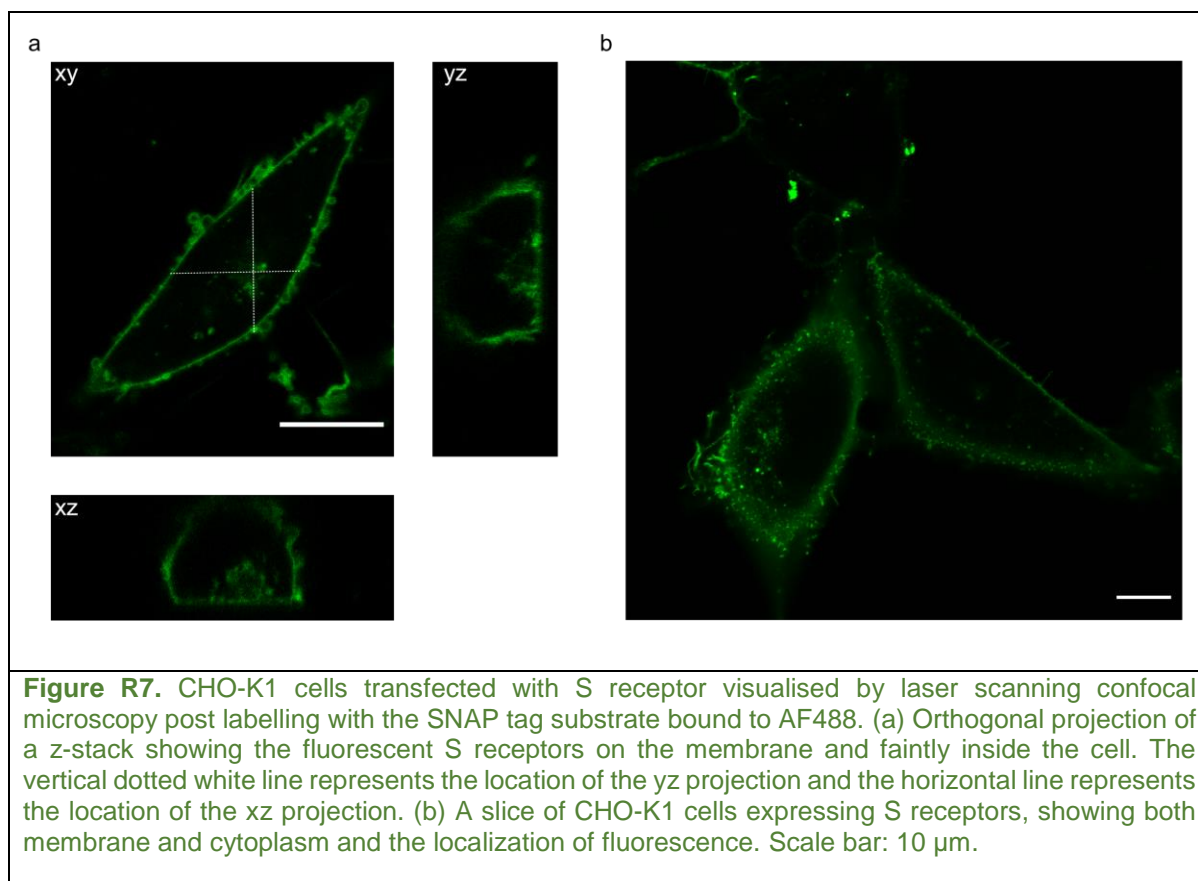 a
b
xy
yz
xz
Figure R7. CHO-K1 cells transfected with S receptor visualised by laser scanning confocal
microscopy post labelling with the SNAP tag substrate bound to AF488. (a) Orthogonal projection of
a z-stack showing the fluorescent S receptors on the membrane and faintly inside the cell. The
vertical dotted white line represents the location of the yz projection and the horizontal line represents
the location of the xz projection. (b) A slice of CHO-K1 cells expressing S receptors, showing both
membrane and cytoplasm and the localization of fluorescence. Scale bar: 10 µm.